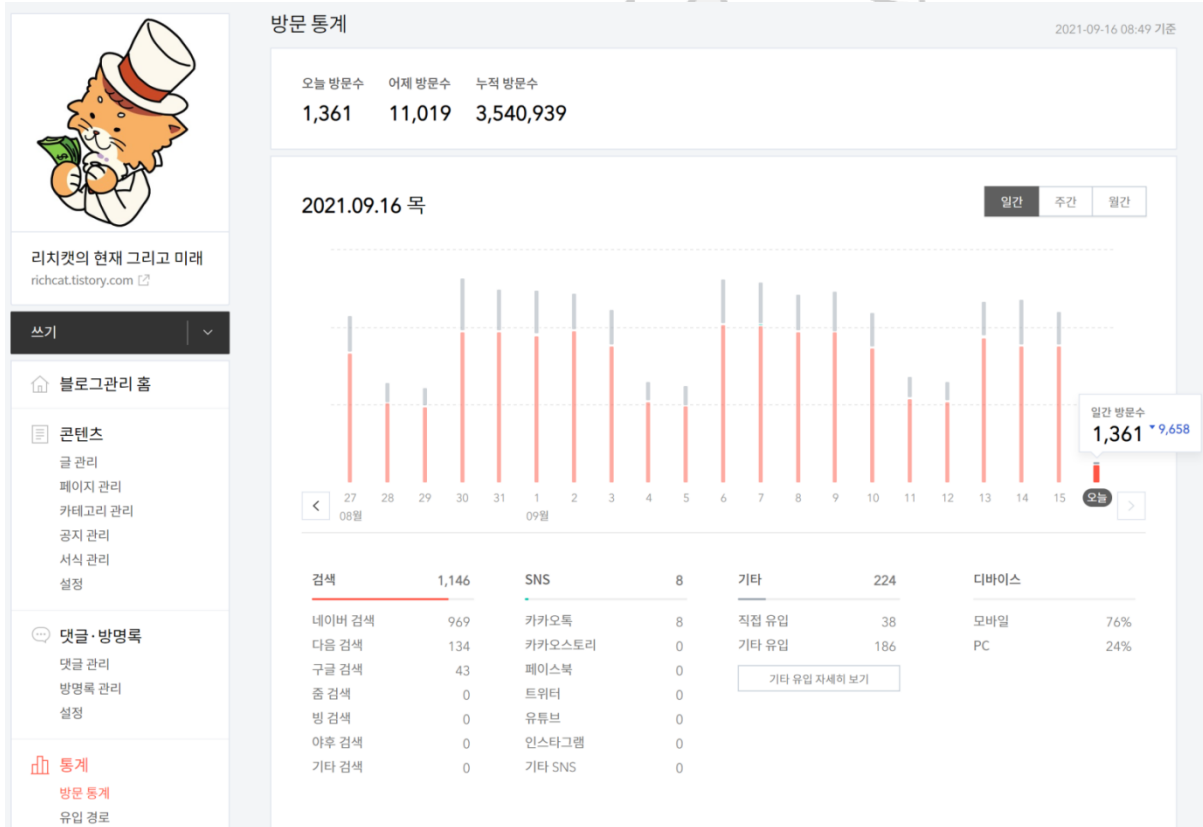 리치캣의 현재 그리고 미래
richcat.tistory.com
쓰기
블로그관리 홈
콘텐츠
글 관리
페이지 관리
카테고리 관리
공지 관리
서식 관리
설정
댓글·방명록
댓글 관리
방명록 관리
설정
통계
방문 통계
유입 경로
방문 통계
2021-09-16 08:49 기준
오늘 방문수 어제 방문수 누적 방문수
1,361 11,019 3,540,939
2021.09.16 목
일간 주간 월간
일간 방문수
1,361 ▼ 9,658
27 28 29 30 31 1 2 3 4 5 6 7 8 9 10 11 12 13 14 15 오늘
08월 09월
검색 1,146
네이버 검색 969
다음 검색 134
구글 검색 43
줌 검색 0
빙 검색 0
야후 검색 0
기타 검색 0
SNS 8
카카오톡 8
카카오스토리 0
페이스북 0
트위터 0
유튜브 0
인스타그램 0
기타 SNS 0
기타 224
직접 유입 38
기타 유입 186
기타 유입 자세히 보기
디바이스
모바일 76%
PC 24%